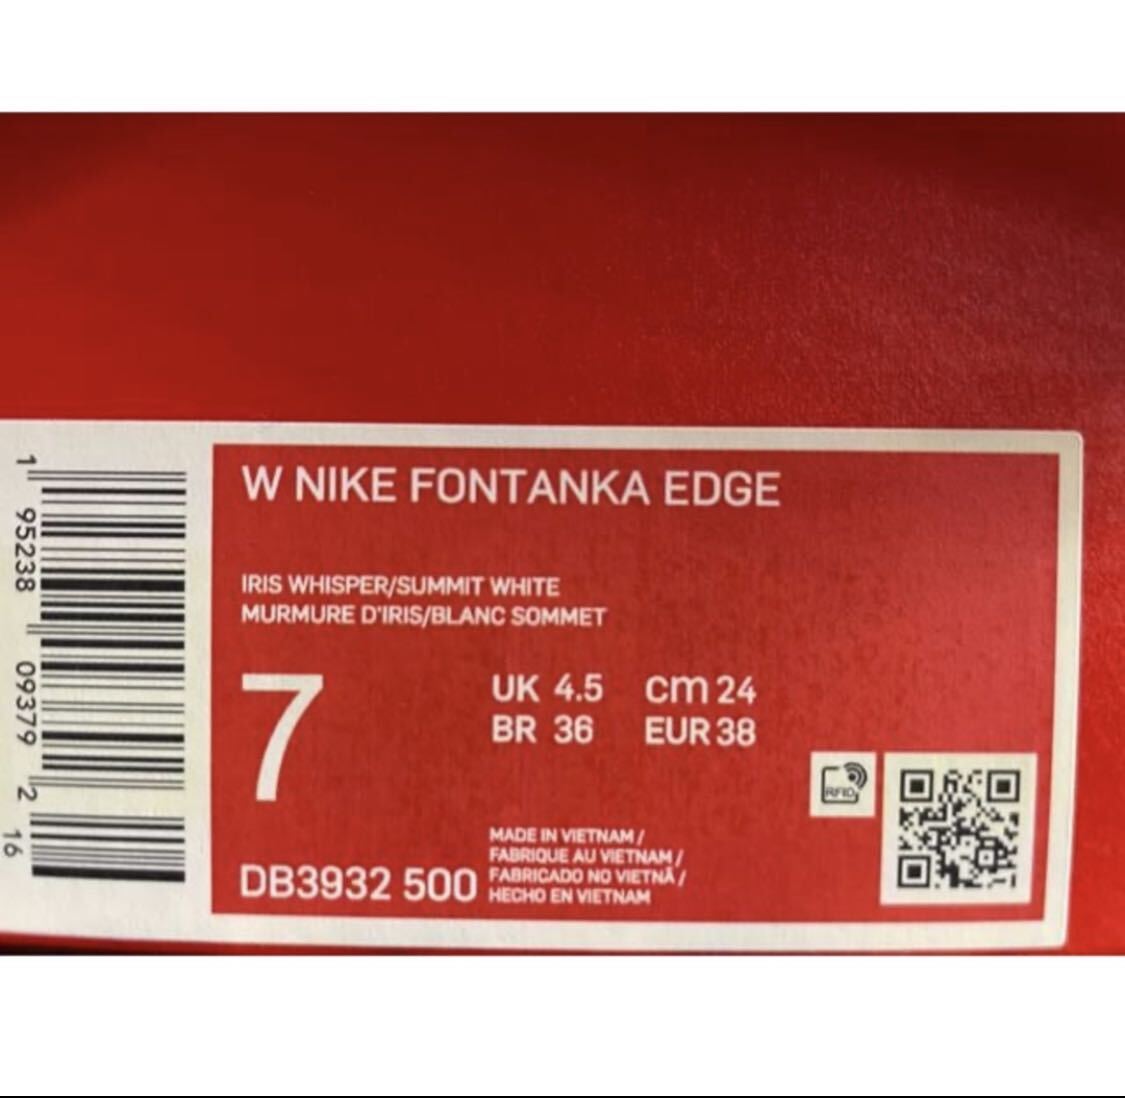 W NIKE FONTANKA EDGE
IRIS WHISPER/SUMMIT WHITE
MURMURE D'IRIS/BLANC SOMMET
7
UK 4.5 cm 24
BR 36 EUR 38
RFID
MADE IN VIETNAM /
FABRIQUE AU VIETNAM /
FABRICADO NO VIETNÃ /
HECHO EN VIETNAM
DB3932 500
1 95238 09379 2 16